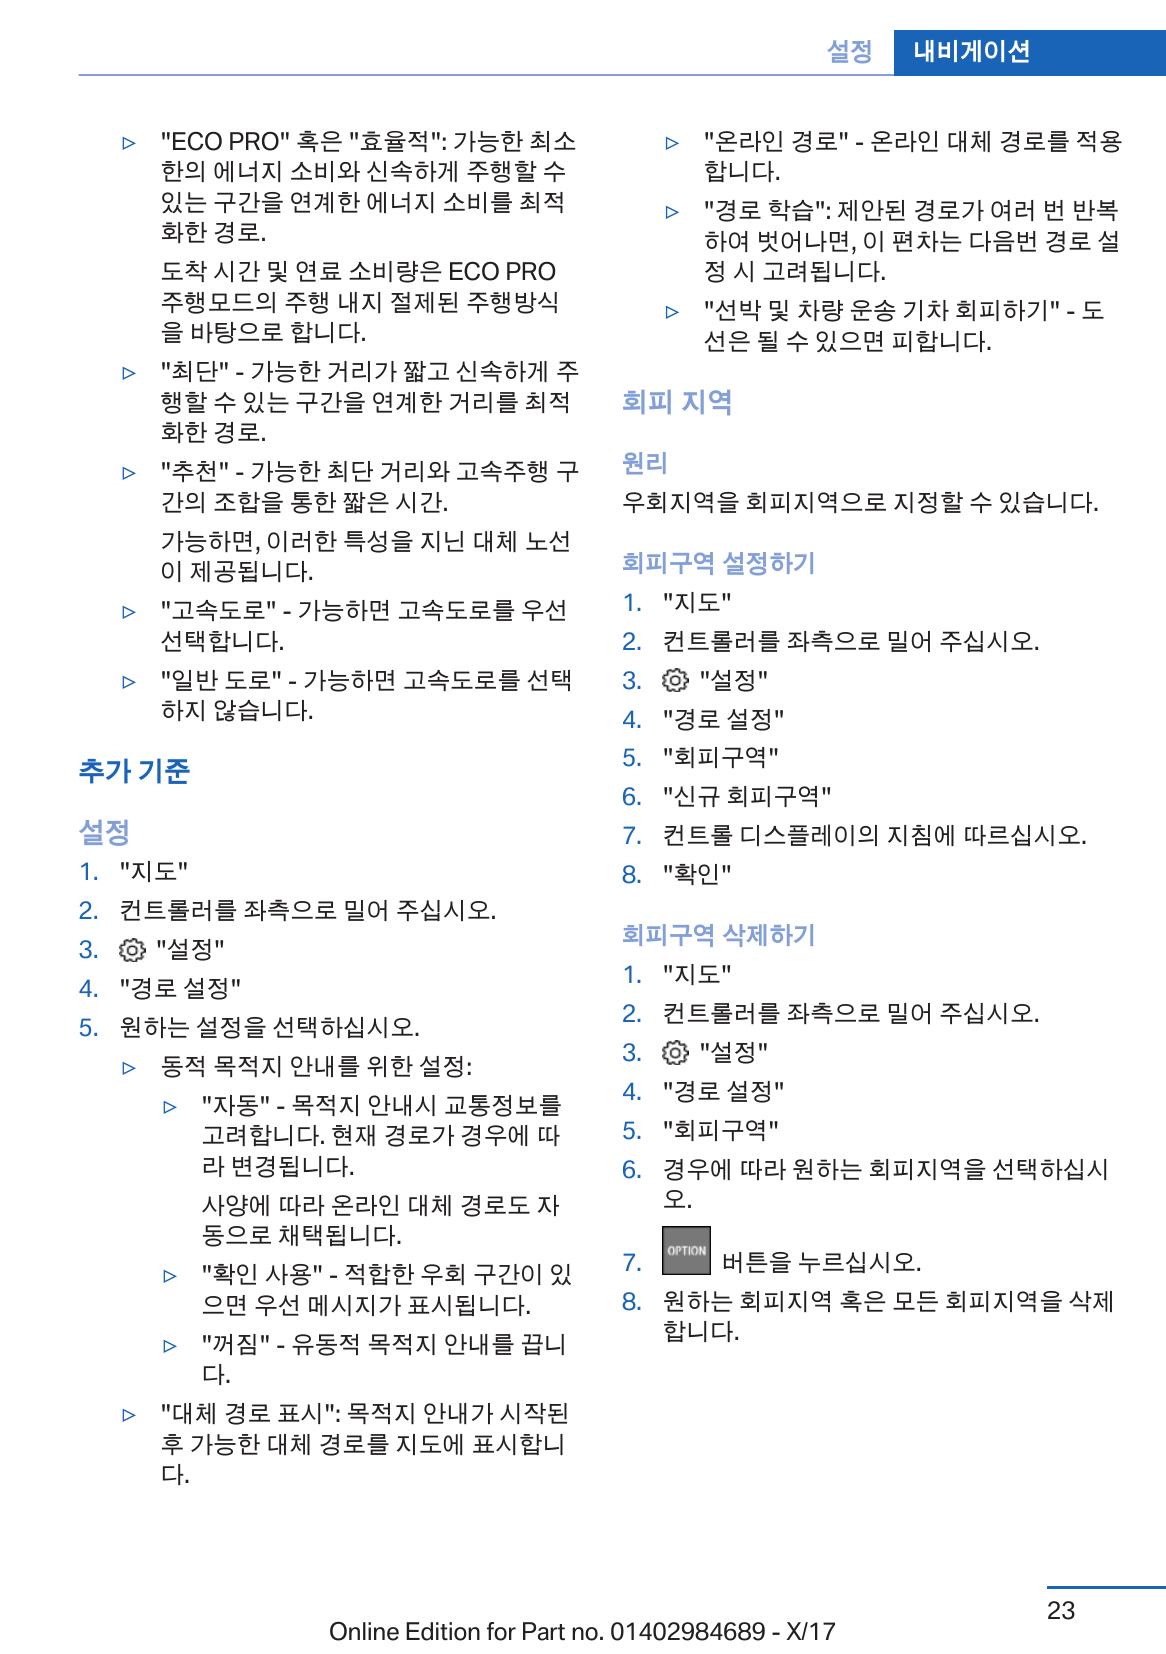 설정 내비게이션
▷ "ECO PRO" 혹은 "효율적": 가능한 최소
한의 에너지 소비와 신속하게 주행할 수
있는 구간을 연계한 에너지 소비를 최적
화한 경로.
도착 시간 및 연료 소비량은 ECO PRO
주행모드의 주행 내지 절제된 주행방식
을 바탕으로 합니다.
▷ "최단" - 가능한 거리가 짧고 신속하게 주
행할 수 있는 구간을 연계한 거리를 최적
화한 경로.
▷ "추천" - 가능한 최단 거리와 고속주행 구
간의 조합을 통한 짧은 시간.
가능하면, 이러한 특성을 지닌 대체 노선
이 제공됩니다.
▷ "고속도로" - 가능하면 고속도로를 우선
선택합니다.
▷ "일반 도로" - 가능하면 고속도로를 선택
하지 않습니다.
추가 기준
설정
1. "지도"
2. 컨트롤러를 좌측으로 밀어 주십시오.
3. "설정"
4. "경로 설정"
5. 원하는 설정을 선택하십시오.
▷ 동적 목적지 안내를 위한 설정:
▷ "자동" - 목적지 안내시 교통정보를
고려합니다. 현재 경로가 경우에 따
라 변경됩니다.
사양에 따라 온라인 대체 경로도 자
동으로 채택됩니다.
▷ "확인 사용" - 적합한 우회 구간이 있
으면 우선 메시지가 표시됩니다.
▷ "꺼짐" - 유동적 목적지 안내를 끕니
다.
▷ "대체 경로 표시": 목적지 안내가 시작된
후 가능한 대체 경로를 지도에 표시합니
다.
▷ "온라인 경로" - 온라인 대체 경로를 적용
합니다.
▷ "경로 학습": 제안된 경로가 여러 번 반복
하여 벗어나면, 이 편차는 다음번 경로 설
정 시 고려됩니다.
▷ "선박 및 차량 운송 기차 회피하기" - 도
선은 될 수 있으면 피합니다.
회피 지역
원리
우회지역을 회피지역으로 지정할 수 있습니다.
회피구역 설정하기
1. "지도"
2. 컨트롤러를 좌측으로 밀어 주십시오.
3. "설정"
4. "경로 설정"
5. "회피구역"
6. "신규 회피구역"
7. 컨트롤 디스플레이의 지침에 따르십시오.
8. "확인"
회피구역 삭제하기
1. "지도"
2. 컨트롤러를 좌측으로 밀어 주십시오.
3. "설정"
4. "경로 설정"
5. "회피구역"
6. 경우에 따라 원하는 회피지역을 선택하십시
오.
7. OPTION 버튼을 누르십시오.
8. 원하는 회피지역 혹은 모든 회피지역을 삭제
합니다.
23
Online Edition for Part no. 01402984689 - X/17